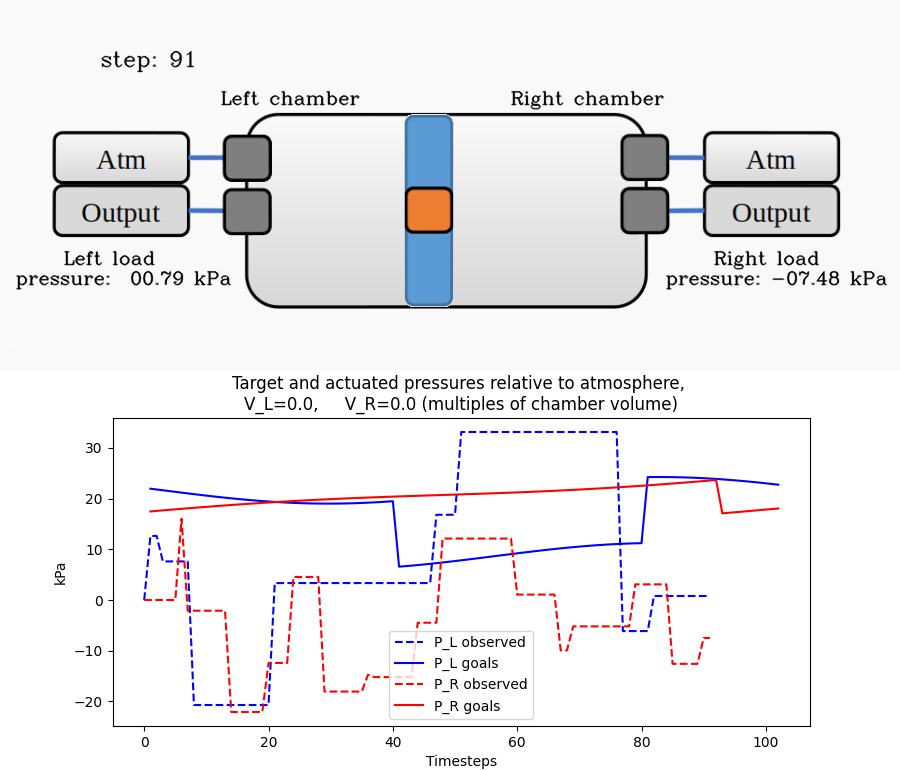 step: 91
Left chamber
Right chamber
Atm
Atm
Output
Output
Left load
pressure:  00.79 kPa
Right load
pressure: −07.48 kPa
Target and actuated pressures relative to atmosphere,
V_L=0.0,     V_R=0.0 (multiples of chamber volume)
kPa
30
20
10
0
−10
−20
P_L observed
P_L goals
P_R observed
P_R goals
0 20 40 60 80 100
Timesteps